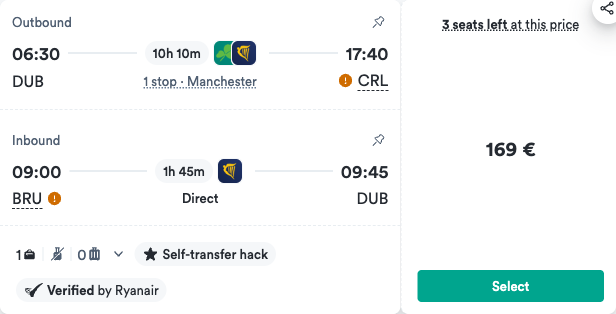 Outbound
3 seats left at this price
06:30
10h 10m
17:40
DUB
1 stop · Manchester
! CRL
Inbound
169 €
09:00
1h 45m
09:45
BRU !
Direct
DUB
1
0
Self-transfer hack
Verified by Ryanair
Select